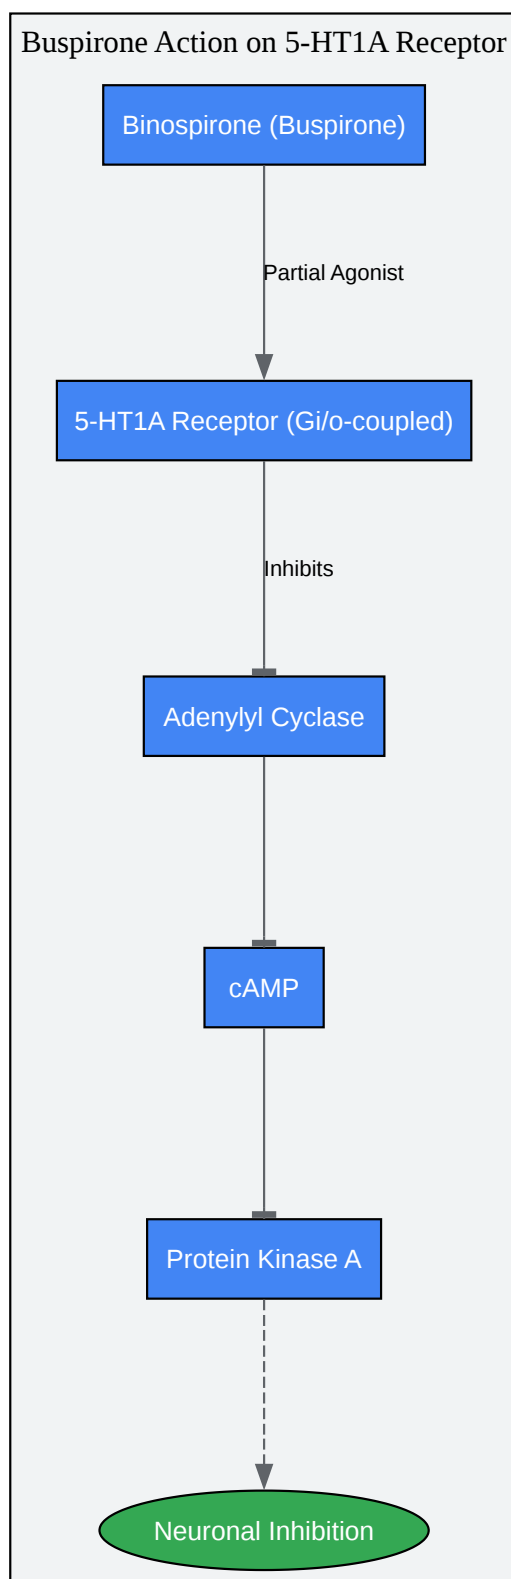 Buspirone Action on 5-HT1A Receptor
Binospirone (Buspirone)
Partial Agonist
5-HT1A Receptor (Gi/o-coupled)
Inhibits
Adenylyl Cyclase
cAMP
Protein Kinase A
Neuronal Inhibition